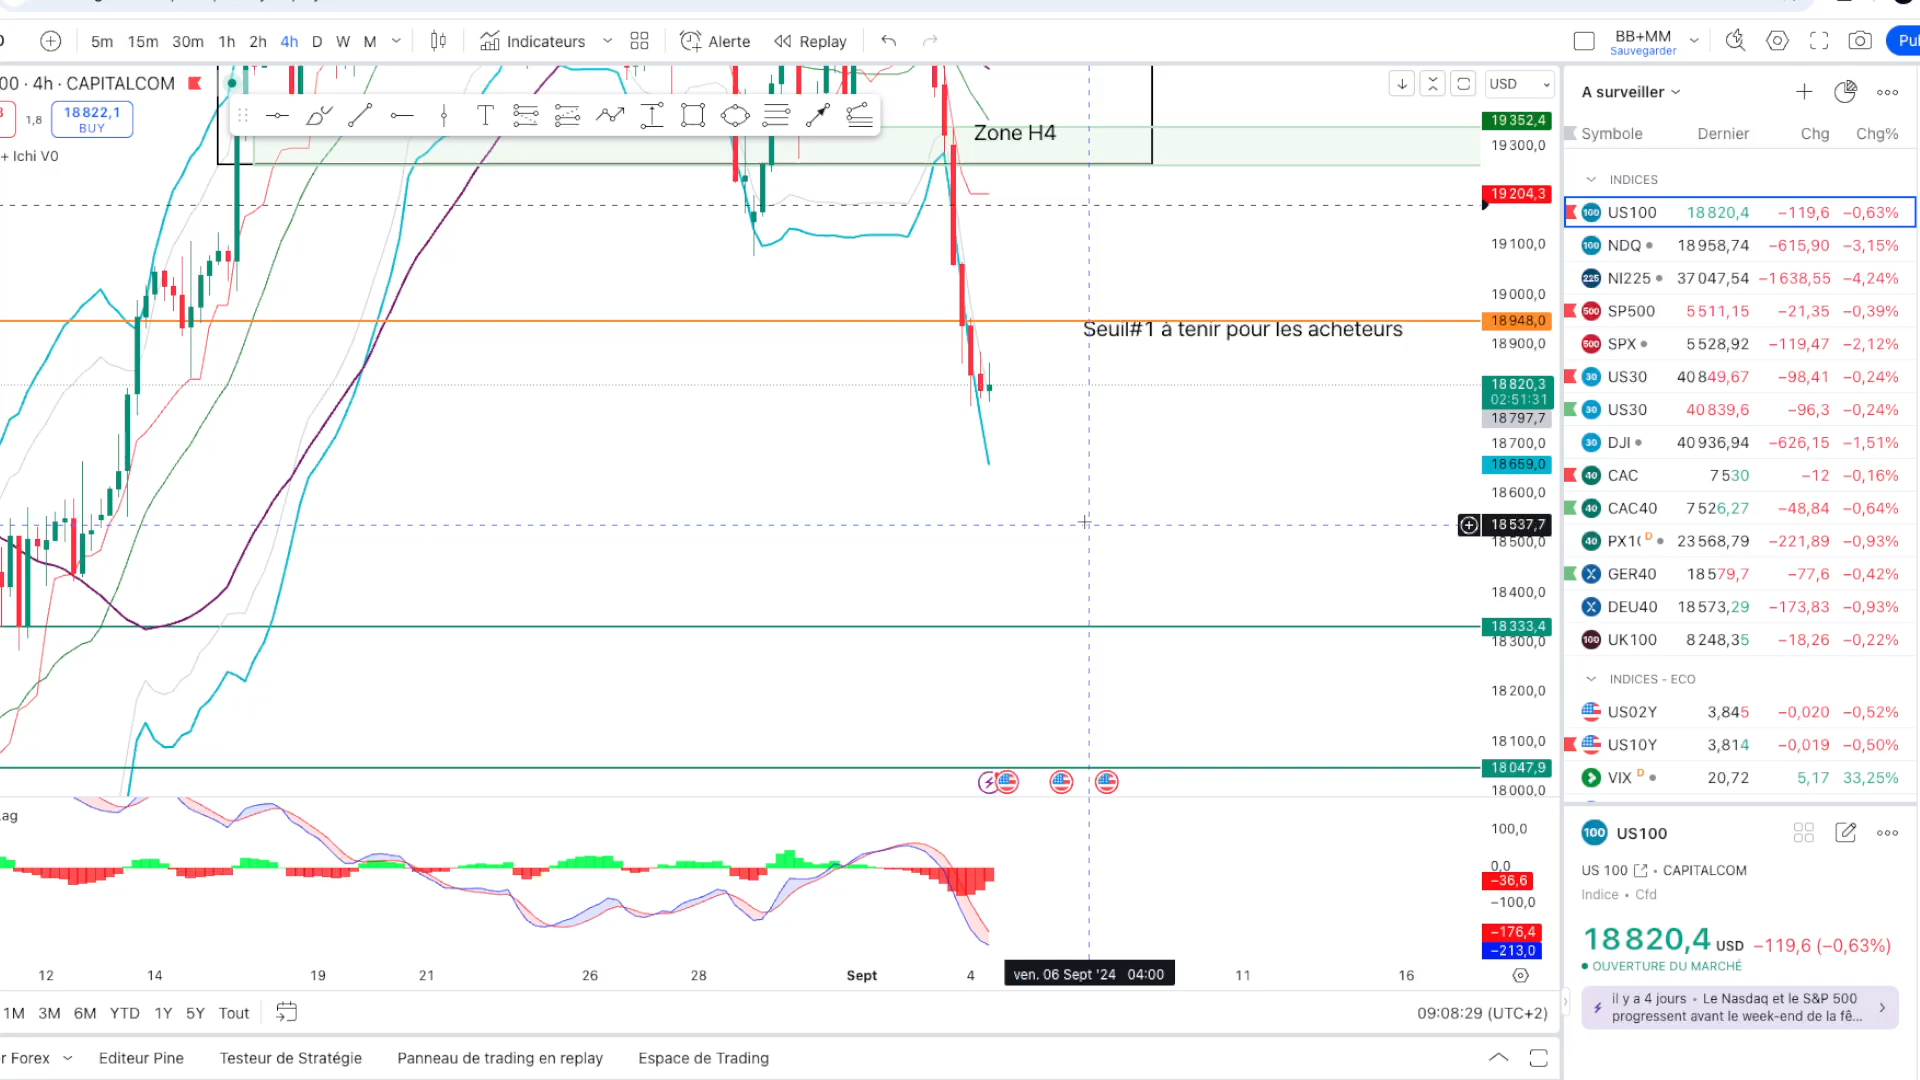 5m 15m 30m 1h 2h 4h D W M Indicateurs Alerte Replay
BB+MM
Sauvegarder
00 · 4h · CAPITALCOM
18 822,1
BUY
1,8
+ Ichi V0
Zone H4
Seuil#1 à tenir pour les acheteurs
USD
19 352,4
19 300,0
19 204,3
19 100,0
19 000,0
18 948,0
18 900,0
18 820,3
02:51:31
18 797,7
18 700,0
18 659,0
18 600,0
18 537,7
18 500,0
18 400,0
18 333,4
18 300,0
18 200,0
18 100,0
18 047,9
18 000,0
100,0
0,0
−36,6
−100,0
−176,4
−213,0
12 14 19 21 26 28 Sept 4 ven. 06 Sept '24 04:00 11 16
1M 3M 6M YTD 1Y 5Y Tout
09:08:29 (UTC+2)
r Forex Editeur Pine Testeur de Stratégie Panneau de trading en replay Espace de Trading
A surveiller
Symbole Dernier Chg Chg%
INDICES
100 US100 18 820,4 −119,6 −0,63%
100 NDQ 18 958,74 −615,90 −3,15%
225 NI225 37 047,54 −1 638,55 −4,24%
500 SP500 5 511,15 −21,35 −0,39%
500 SPX 5 528,92 −119,47 −2,12%
30 US30 40 849,67 −98,41 −0,24%
30 US30 40 839,6 −96,3 −0,24%
30 DJI 40 936,94 −626,15 −1,51%
40 CAC 7 530 −12 −0,16%
40 CAC40 7 526,27 −48,84 −0,64%
40 PX1 D 23 568,79 −221,89 −0,93%
GER40 18 579,7 −77,6 −0,42%
DEU40 18 573,29 −173,83 −0,93%
100 UK100 8 248,35 −18,26 −0,22%
INDICES - ECO
US02Y 3,845 −0,020 −0,52%
US10Y 3,814 −0,019 −0,50%
VIX D 20,72 5,17 33,25%
100 US100
US 100 • CAPITALCOM
Indice • Cfd
18 820,4 USD −119,6 (−0,63%)
OUVERTURE DU MARCHÉ
il y a 4 jours • Le Nasdaq et le S&P 500
progressent avant le week-end de la fê...